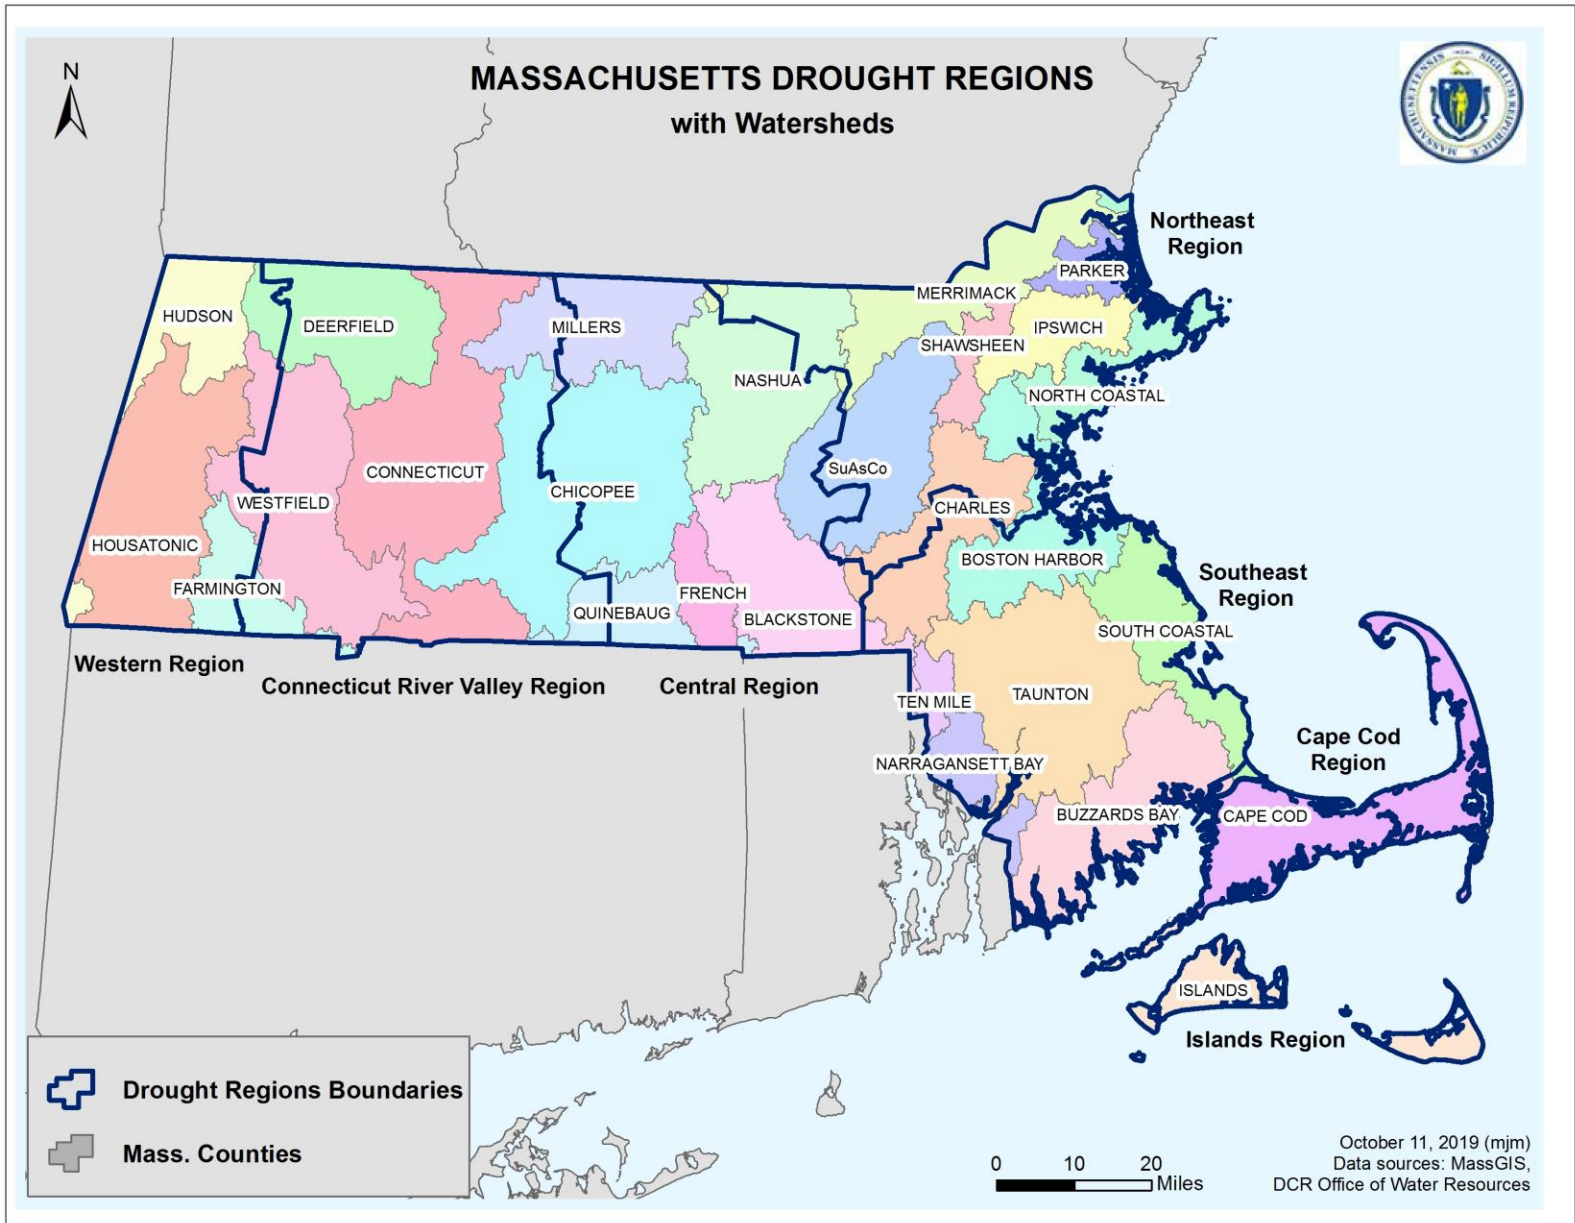 MASSACHUSETTS DROUGHT REGIONS
with Watersheds
N
Northeast
Region
PARKER
MERRIMACK
HUDSON
DEERFIELD
MILLERS
IPSWICH
SHAWSHEEN
NASHUA
NORTH COASTAL
CONNECTICUT
SuAsCo
CHICOPEE
WESTFIELD
CHARLES
HOUSATONIC
BOSTON HARBOR
FARMINGTON
FRENCH
QUINEBAUG
BLACKSTONE
Southeast
Region
SOUTH COASTAL
Western Region
Connecticut River Valley Region
Central Region
TEN MILE
TAUNTON
Cape Cod
Region
NARRAGANSETT BAY
BUZZARDS BAY
CAPE COD
ISLANDS
Islands Region
Drought Regions Boundaries
Mass. Counties
0 10 20
Miles
October 11, 2019 (mjm)
Data sources: MassGIS,
DCR Office of Water Resources